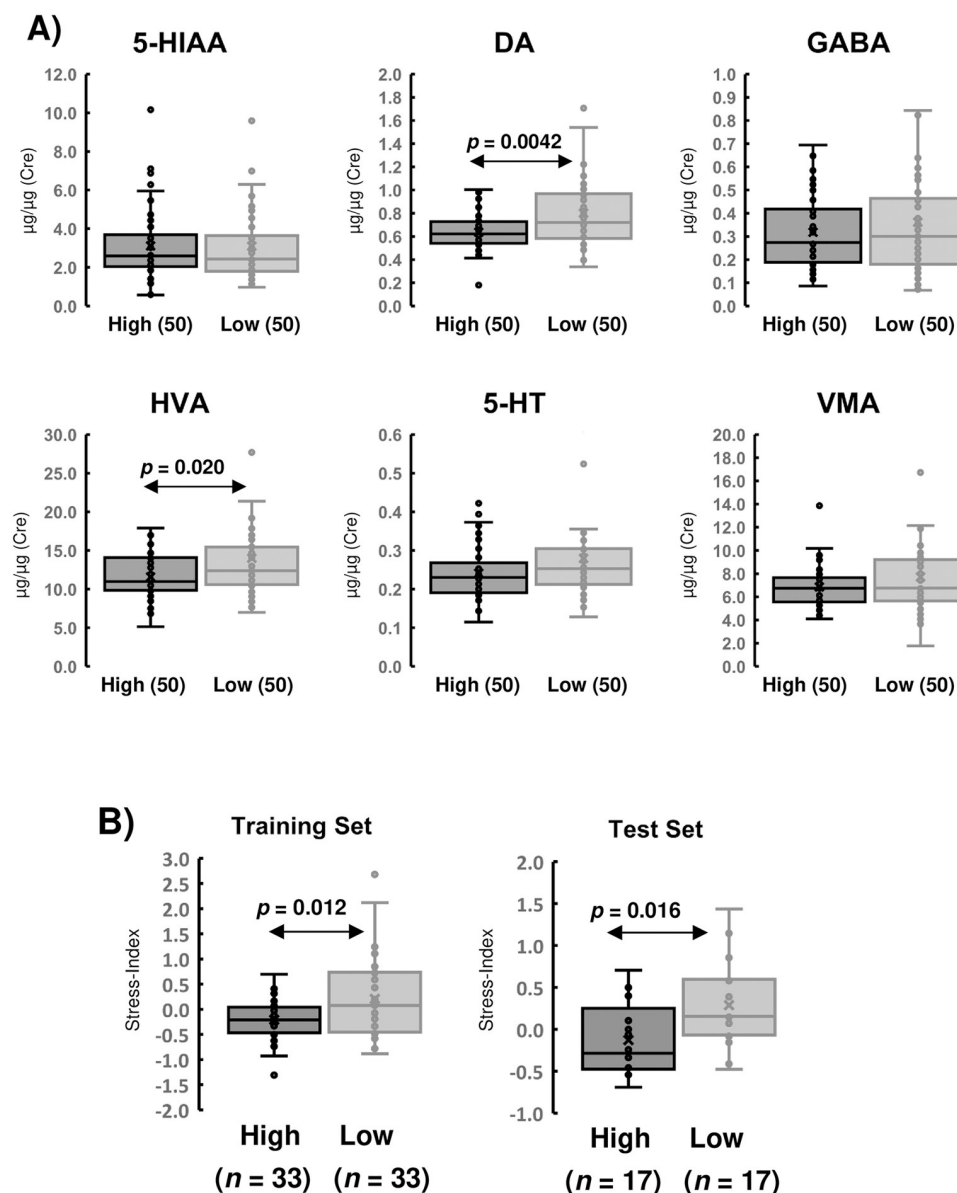 A)
5-HIAA
DA
GABA
12.0
10.0
8.0
6.0
4.0
2.0
0.0
µg/µg (Cre)
High (50) Low (50)
2.0
1.8
1.6
1.4
1.2
1.0
0.8
0.6
0.4
0.2
0.0
µg/µg (Cre)
p = 0.0042
High (50) Low (50)
1.0
0.9
0.8
0.7
0.6
0.5
0.4
0.3
0.2
0.1
0.0
µg/µg (Cre)
High (50) Low (50)
HVA
5-HT
VMA
30.0
25.0
20.0
15.0
10.0
5.0
0.0
µg/µg (Cre)
p = 0.020
High (50) Low (50)
0.6
0.5
0.4
0.3
0.2
0.1
0.0
µg/µg (Cre)
High (50) Low (50)
20.0
18.0
16.0
14.0
12.0
10.0
8.0
6.0
4.0
2.0
0.0
µg/µg (Cre)
High (50) Low (50)
B)
Training Set
Test Set
3.0
2.5
2.0
1.5
1.0
0.5
0.0
-0.5
-1.0
-1.5
-2.0
Stress-Index
p = 0.012
High Low
(n = 33) (n = 33)
2.0
1.5
1.0
0.5
0.0
-0.5
-1.0
Stress-Index
p = 0.016
High Low
(n = 17) (n = 17)